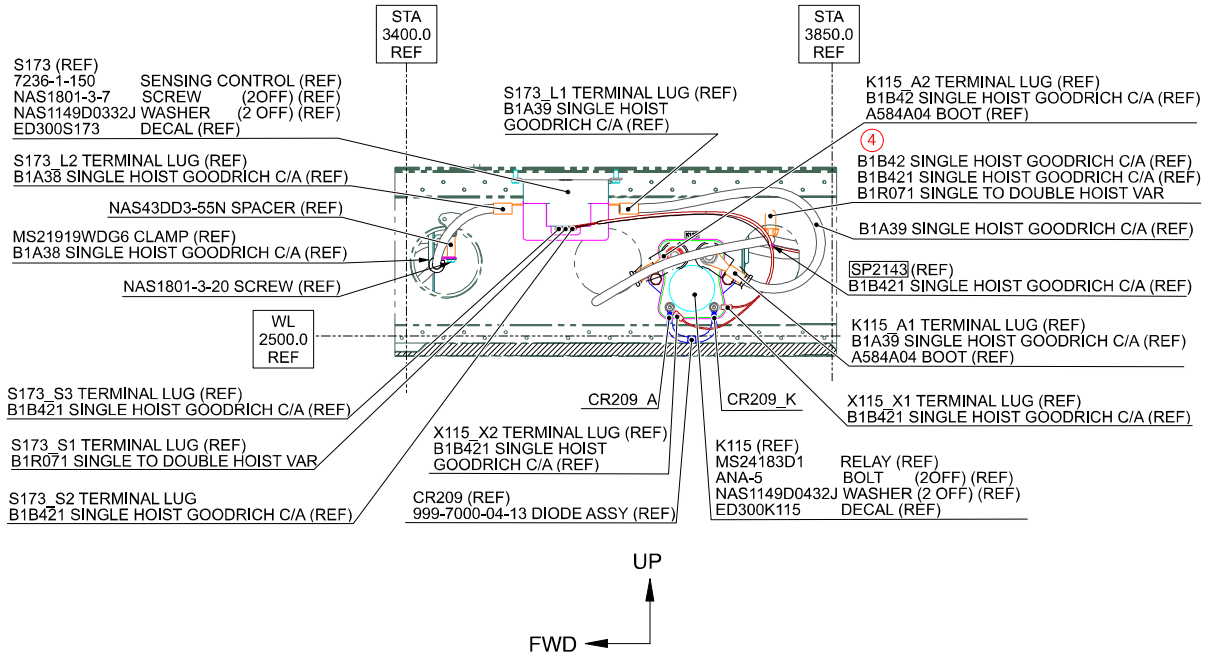 STA
3400.0
REF
STA
3850.0
REF
S173 (REF)
7236-1-150 SENSING CONTROL (REF)
NAS1801-3-7 SCREW (2OFF) (REF)
NAS1149D0332J WASHER (2 OFF) (REF)
ED300S173 DECAL (REF)
S173_L1 TERMINAL LUG (REF)
B1A39 SINGLE HOIST
GOODRICH C/A (REF)
K115_A2 TERMINAL LUG (REF)
B1B42 SINGLE HOIST GOODRICH C/A (REF)
A584A04 BOOT (REF)
4
B1B42 SINGLE HOIST GOODRICH C/A (REF)
B1B421 SINGLE HOIST GOODRICH C/A (REF)
B1R071 SINGLE TO DOUBLE HOIST VAR
S173_L2 TERMINAL LUG (REF)
B1A38 SINGLE HOIST GOODRICH C/A (REF)
NAS43DD3-55N SPACER (REF)
MS21919WDG6 CLAMP (REF)
B1A38 SINGLE HOIST GOODRICH C/A (REF)
NAS1801-3-20 SCREW (REF)
B1A39 SINGLE HOIST GOODRICH C/A (REF)
SP2143 (REF)
B1B421 SINGLE HOIST GOODRICH C/A (REF)
WL
2500.0
REF
K115_A1 TERMINAL LUG (REF)
B1A39 SINGLE HOIST GOODRICH C/A (REF)
A584A04 BOOT (REF)
S173_S3 TERMINAL LUG (REF)
B1B421 SINGLE HOIST GOODRICH C/A (REF)
CR209_A
CR209_K
X115_X1 TERMINAL LUG (REF)
B1B421 SINGLE HOIST GOODRICH C/A (REF)
S173_S1 TERMINAL LUG (REF)
B1R071 SINGLE TO DOUBLE HOIST VAR
X115_X2 TERMINAL LUG (REF)
B1B421 SINGLE HOIST
GOODRICH C/A (REF)
K115 (REF)
MS24183D1 RELAY (REF)
ANA-5 BOLT (2OFF) (REF)
NAS1149D0432J WASHER (2 OFF) (REF)
ED300K115 DECAL (REF)
S173_S2 TERMINAL LUG
B1B421 SINGLE HOIST GOODRICH C/A (REF)
CR209 (REF)
999-7000-04-13 DIODE ASSY (REF)
UP
FWD